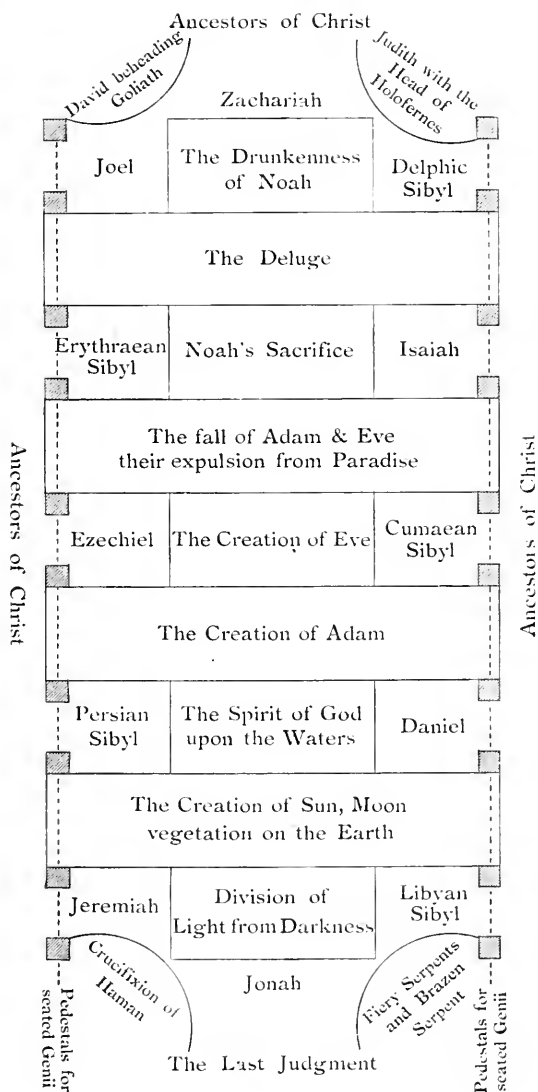 Ancestors of Christ
David beheading
Goliath
Judith with the
Head of
Holofernes
Zachariah
Joel
The Drunkenness
of Noah
Delphic
Sibyl
The Deluge
Erythraean
Sibyl
Noah's Sacrifice
Isaiah
The fall of Adam & Eve
their expulsion from Paradise
Ancestors of Christ
Ancestors of Christ
Ezechiel
The Creation of Eve
Cumaean
Sibyl
The Creation of Adam
Persian
Sibyl
The Spirit of God
upon the Waters
Daniel
The Creation of Sun, Moon
vegetation on the Earth
Jeremiah
Division of
Light from Darkness
Libyan
Sibyl
Crucifixion of
Haman
Jonah
Fiery Serpents
and Brazen
Serpent
Pedestals for
seated Genii
Pedestals for
seated Genii
The Last Judgment